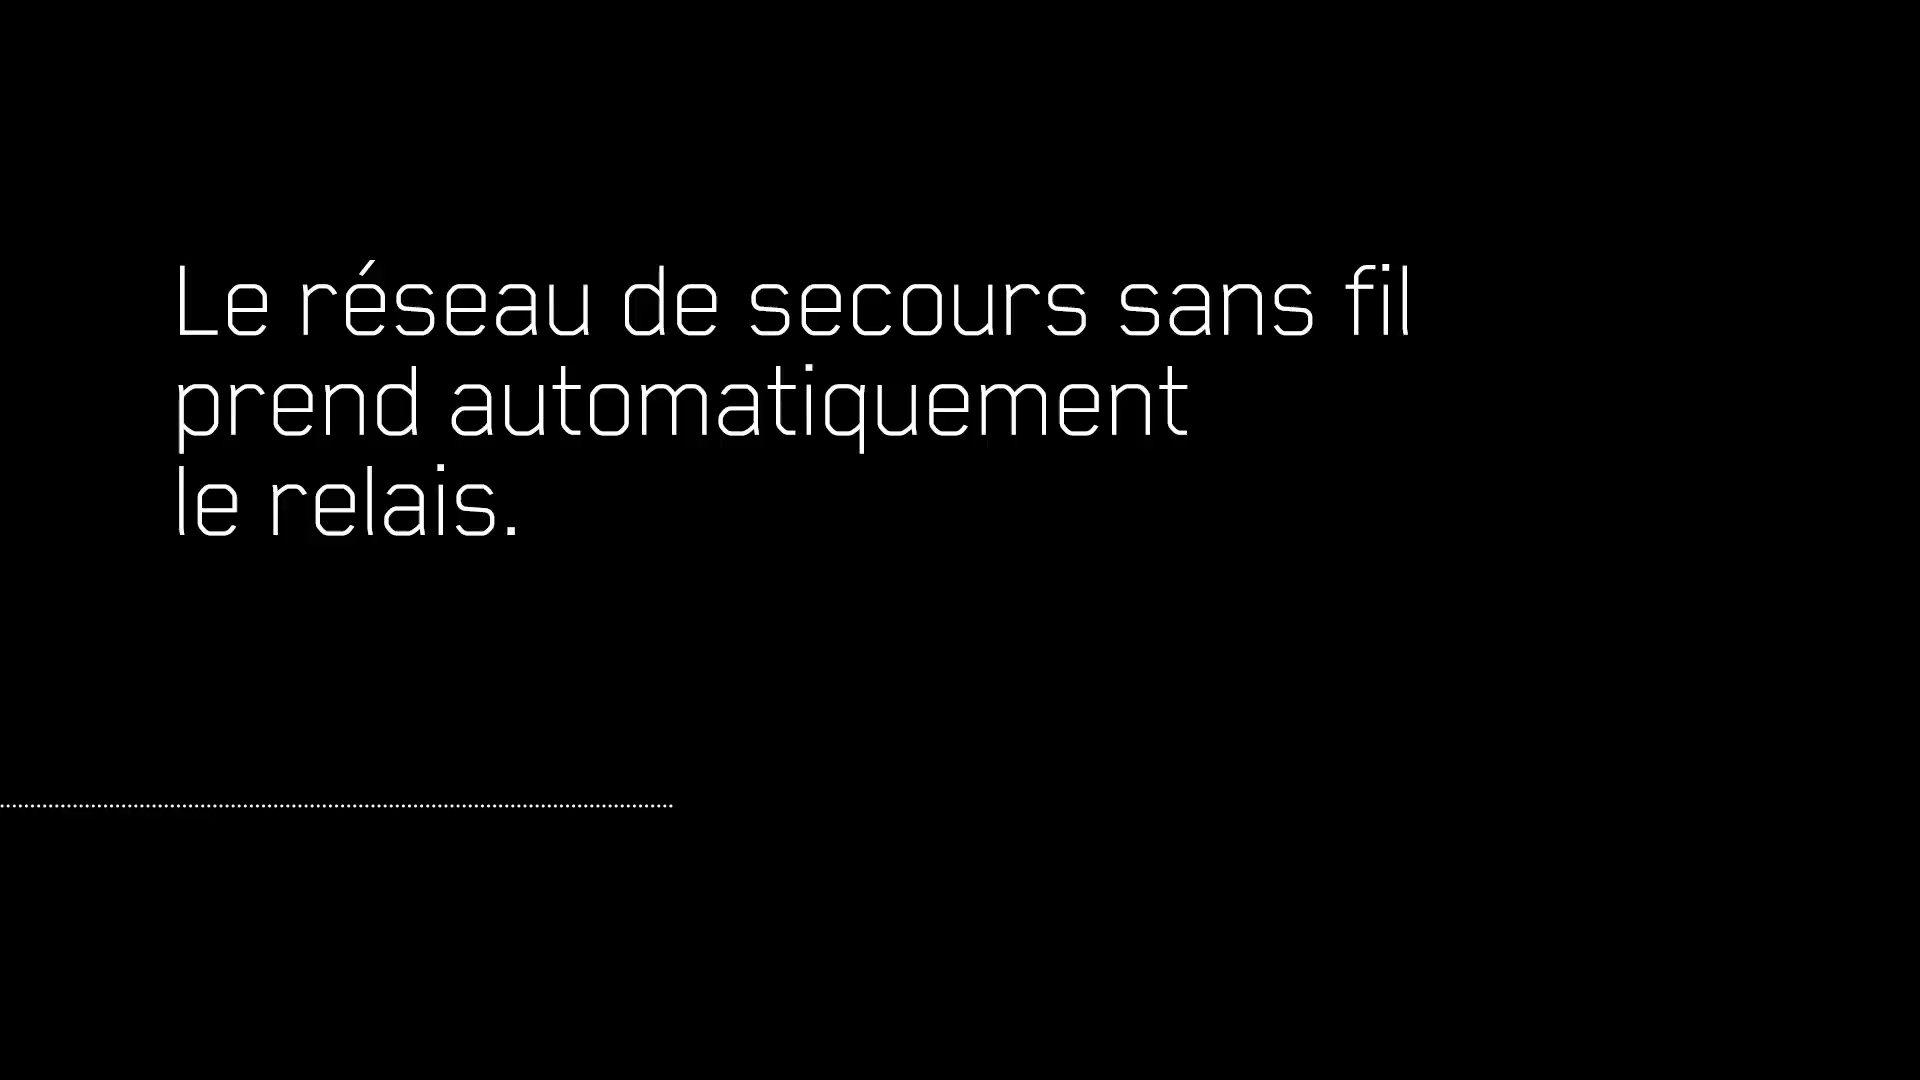 Le réseau de secours sans fil
prend automatiquement
le relais.